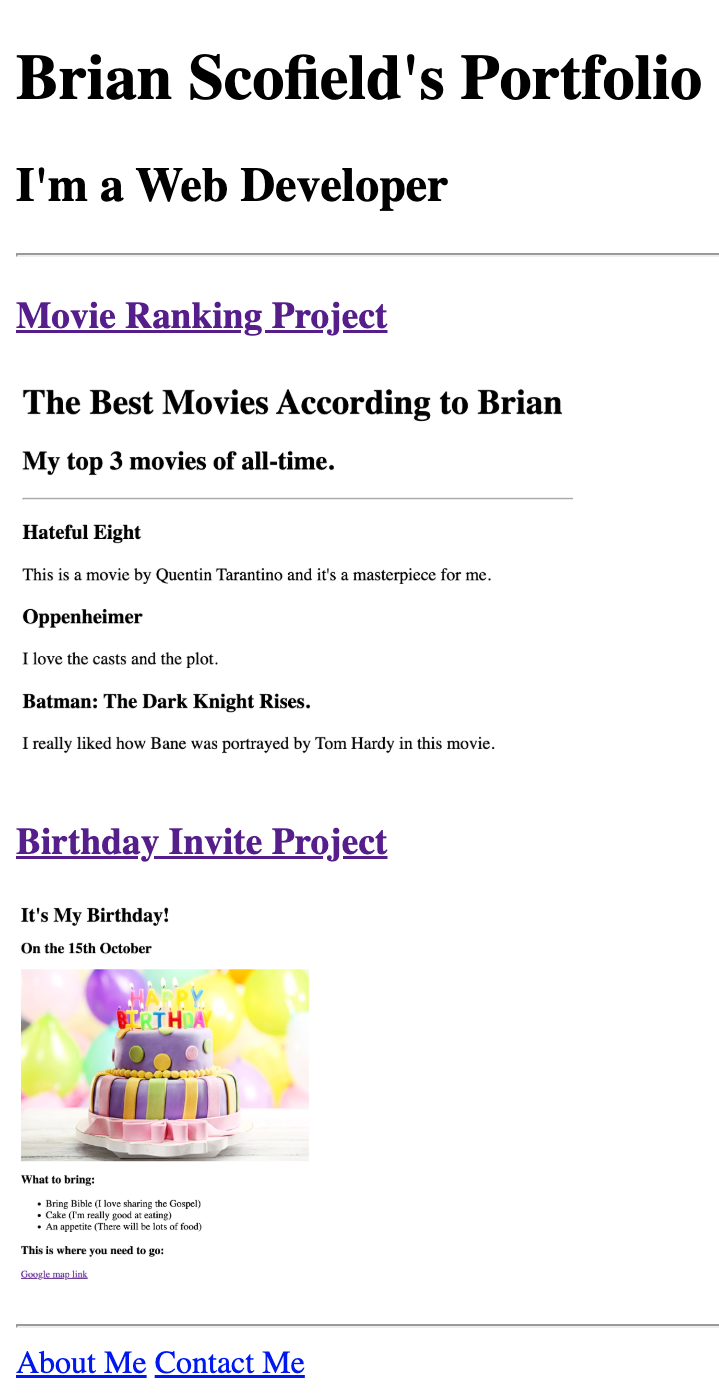 Brian Scofield's Portfolio
I'm a Web Developer
Movie Ranking Project
The Best Movies According to Brian
My top 3 movies of all-time.
Hateful Eight
This is a movie by Quentin Tarantino and it's a masterpiece for me.
Oppenheimer
I love the casts and the plot.
Batman: The Dark Knight Rises.
I really liked how Bane was portrayed by Tom Hardy in this movie.
Birthday Invite Project
It's My Birthday!
On the 15th October
HAPPY
BIRTHDAY
What to bring:
• Bring Bible (I love sharing the Gospel)
• Cake (I'm really good at eating)
• An appetite (There will be lots of food)
This is where you need to go:
Google map link
About Me Contact Me